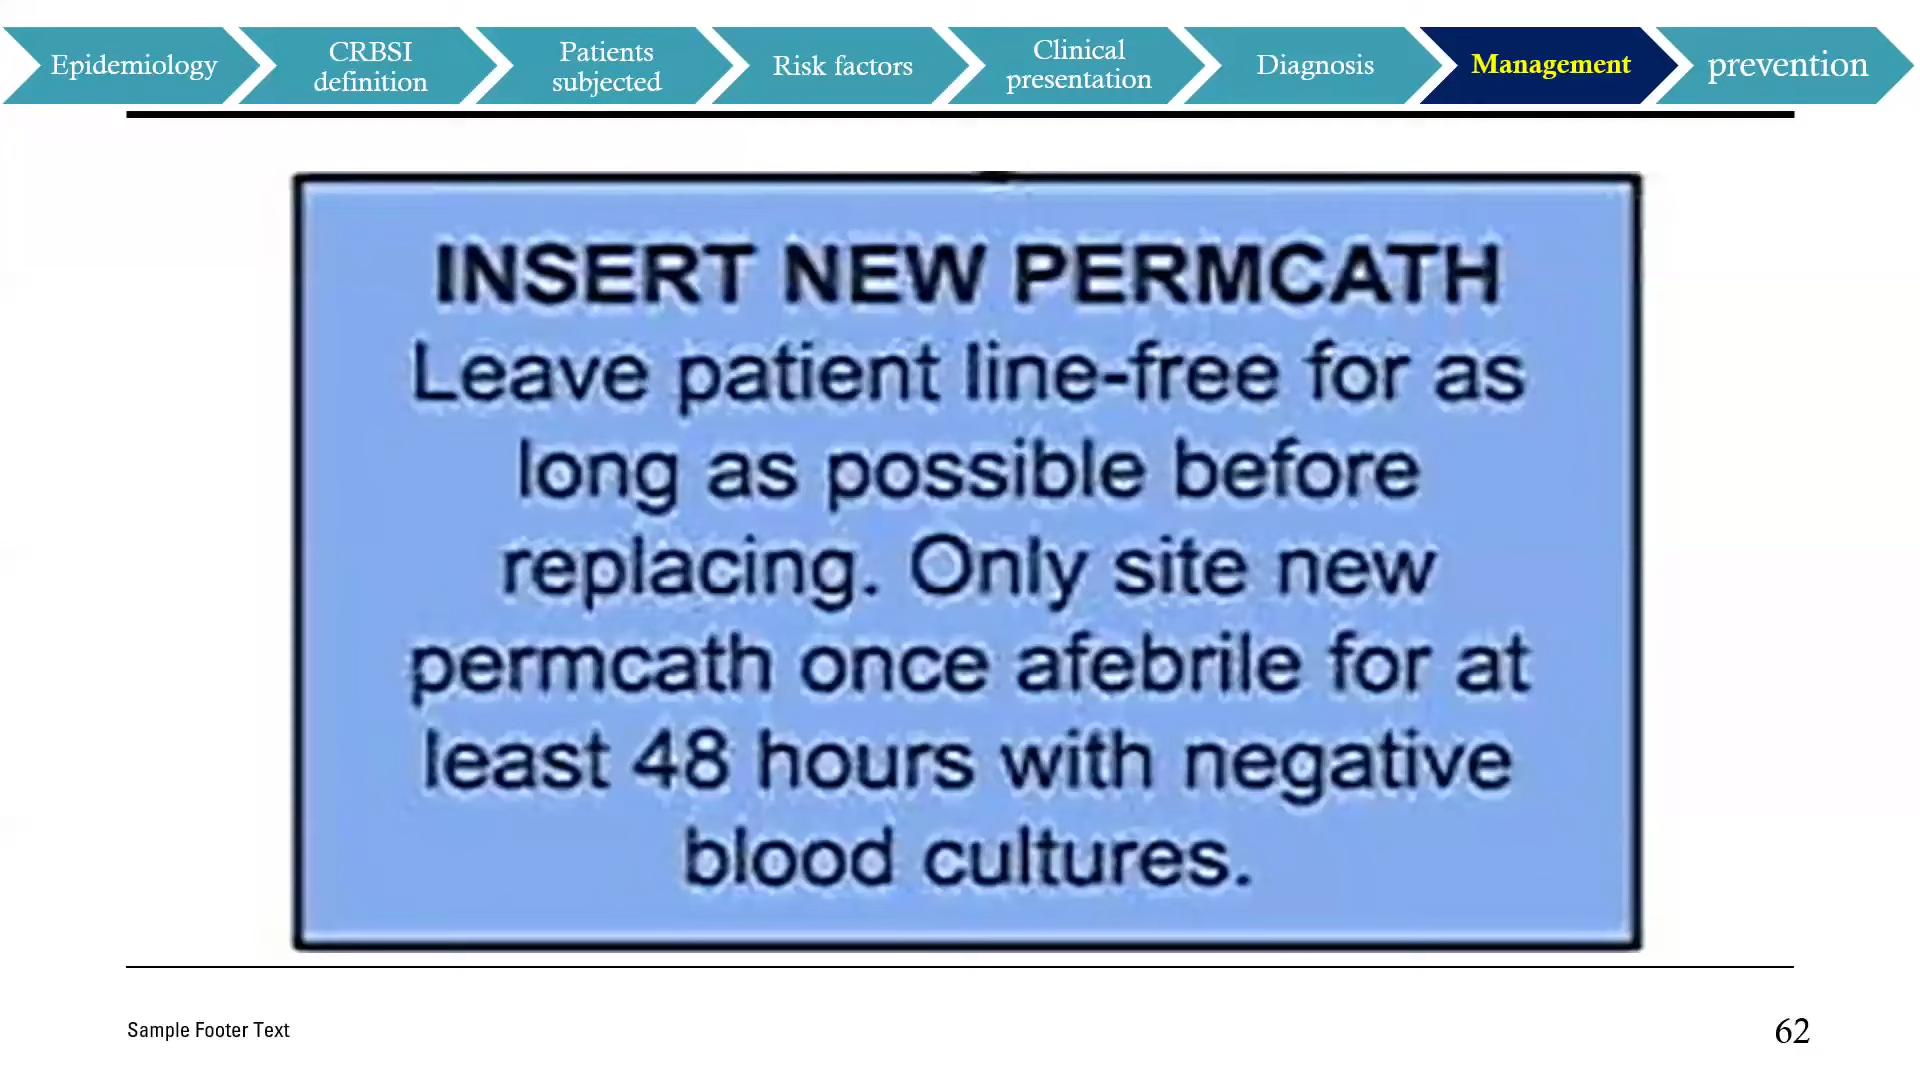 Epidemiology
CRBSI
definition
Patients
subjected
Risk factors
Clinical
presentation
Diagnosis
Management
prevention
INSERT NEW PERMCATH
Leave patient line-free for as
long as possible before
replacing. Only site new
permcath once afebrile for at
least 48 hours with negative
blood cultures.
Sample Footer Text
62